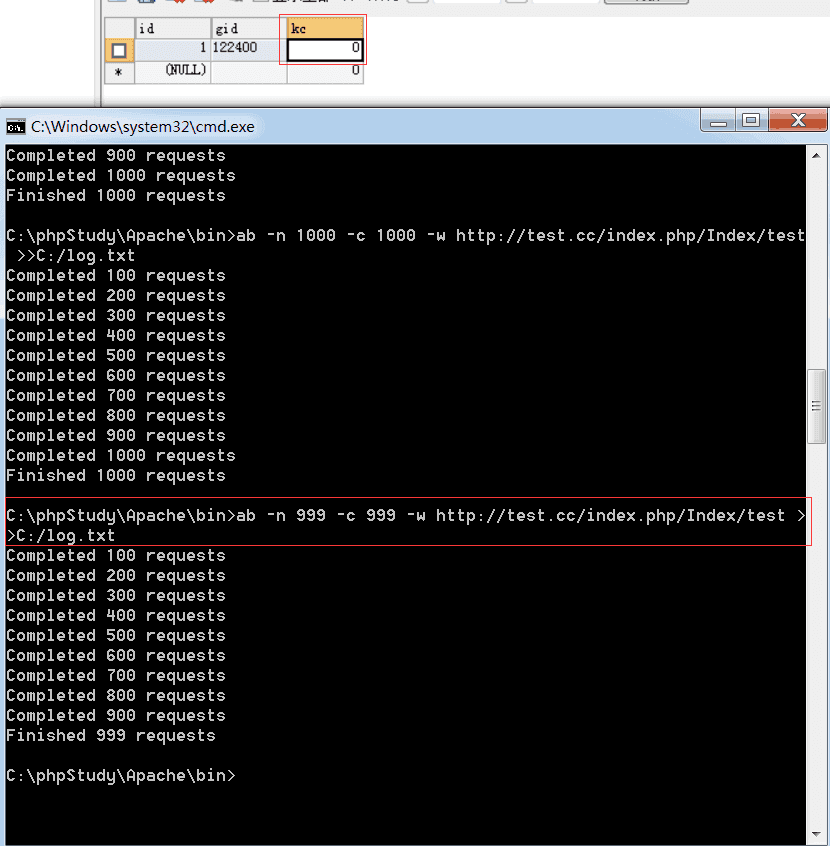 id gid kc
1 122400 0
* (NULL) 0
C:\Windows\system32\cmd.exe
Completed 900 requests
Completed 1000 requests
Finished 1000 requests
C:\phpStudy\Apache\bin>ab -n 1000 -c 1000 -w http://test.cc/index.php/Index/test
>>C:/log.txt
Completed 100 requests
Completed 200 requests
Completed 300 requests
Completed 400 requests
Completed 500 requests
Completed 600 requests
Completed 700 requests
Completed 800 requests
Completed 900 requests
Completed 1000 requests
Finished 1000 requests
C:\phpStudy\Apache\bin>ab -n 999 -c 999 -w http://test.cc/index.php/Index/test >
>C:/log.txt
Completed 100 requests
Completed 200 requests
Completed 300 requests
Completed 400 requests
Completed 500 requests
Completed 600 requests
Completed 700 requests
Completed 800 requests
Completed 900 requests
Finished 999 requests
C:\phpStudy\Apache\bin>